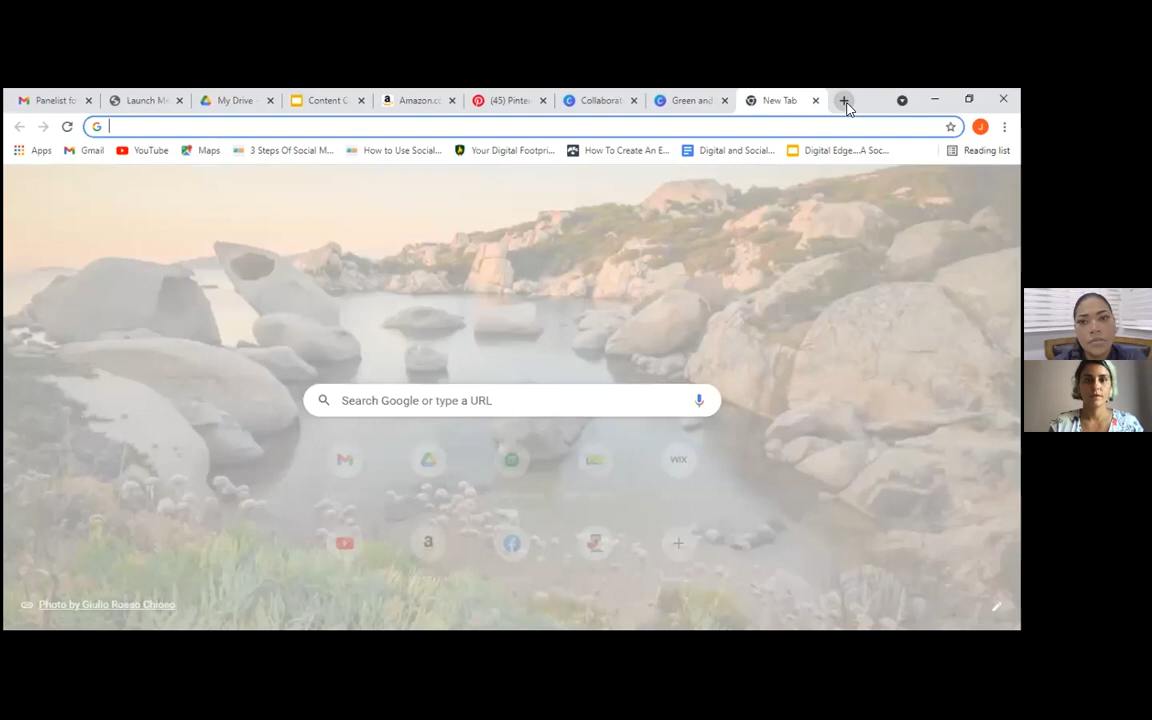 Panelist fo
Launch Me
My Drive -
Content C
Amazon.co
(45) Pinter
Collaborat
Green and
New Tab
G
J
Apps
Gmail
YouTube
Maps
3 Steps Of Social M...
How to Use Social...
Your Digital Footpri...
How To Create An E...
Digital and Social...
Digital Edge....A Soc...
Reading list
Search Google or type a URL
WIX
a
Photo by Giulio Rosso Chioso